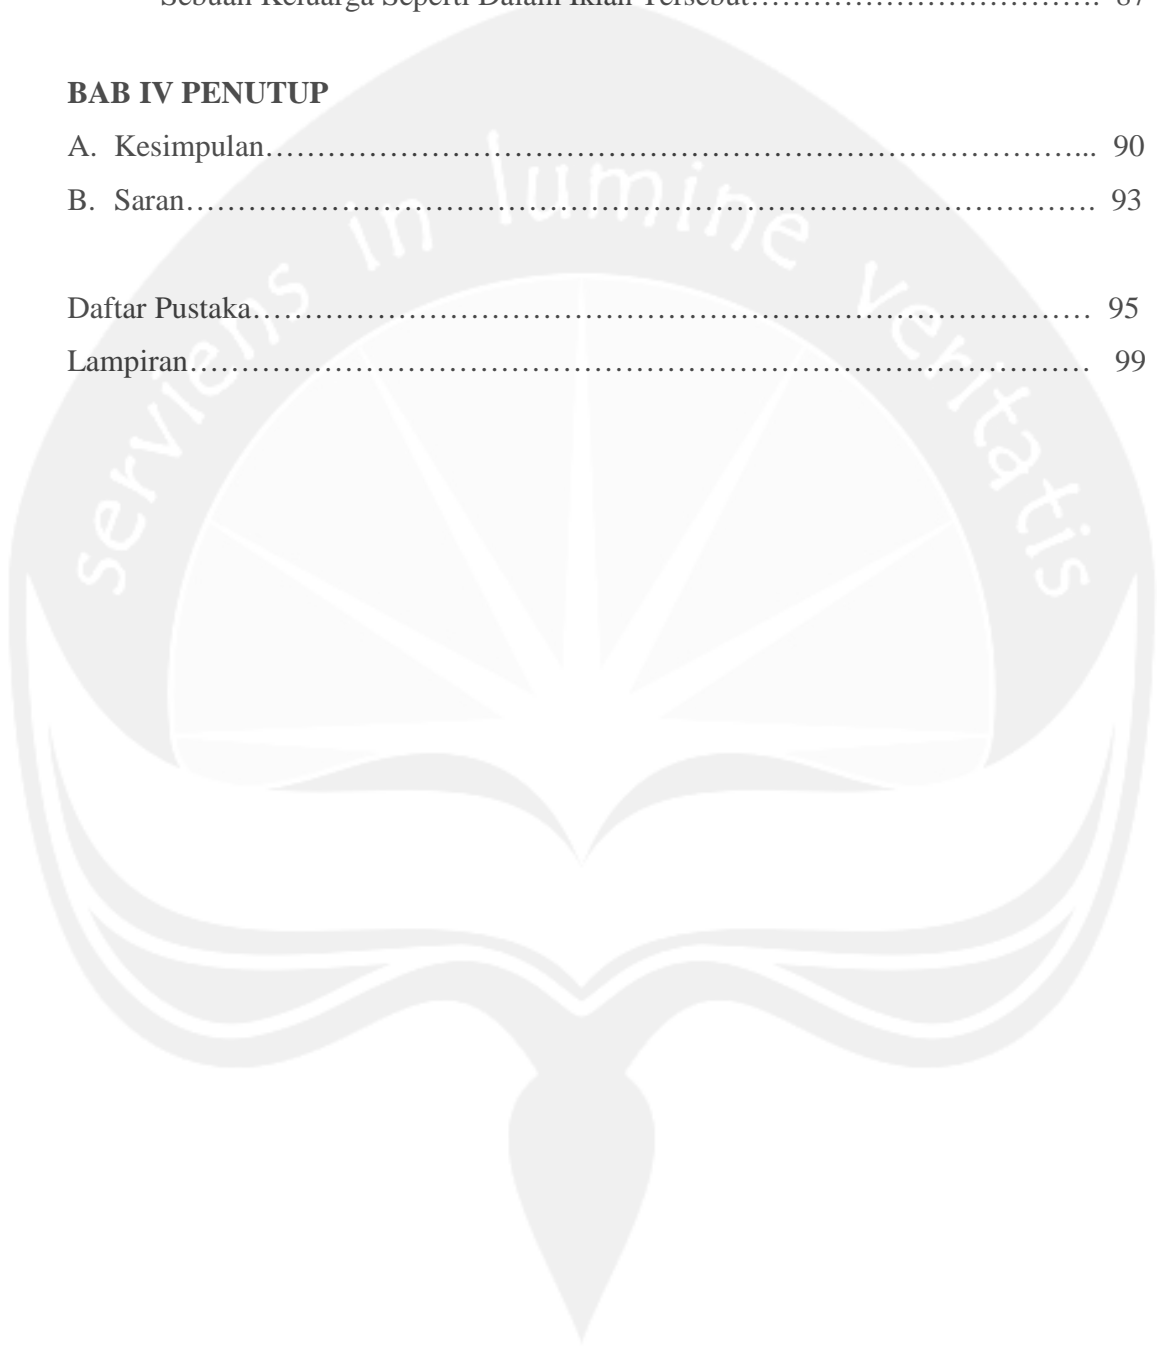 Sebuah Keluarga Seperti Dalam Iklan Tersebut……………………………………. 87
BAB IV PENUTUP
A. Kesimpulan………………………………………………………………………………... 90
B. Saran…………………………………………………………………………………………. 93
Daftar Pustaka…………………………………………………………………………………… 95
Lampiran………………………………………………………………………………………… 99
serviens in lumine veritatis